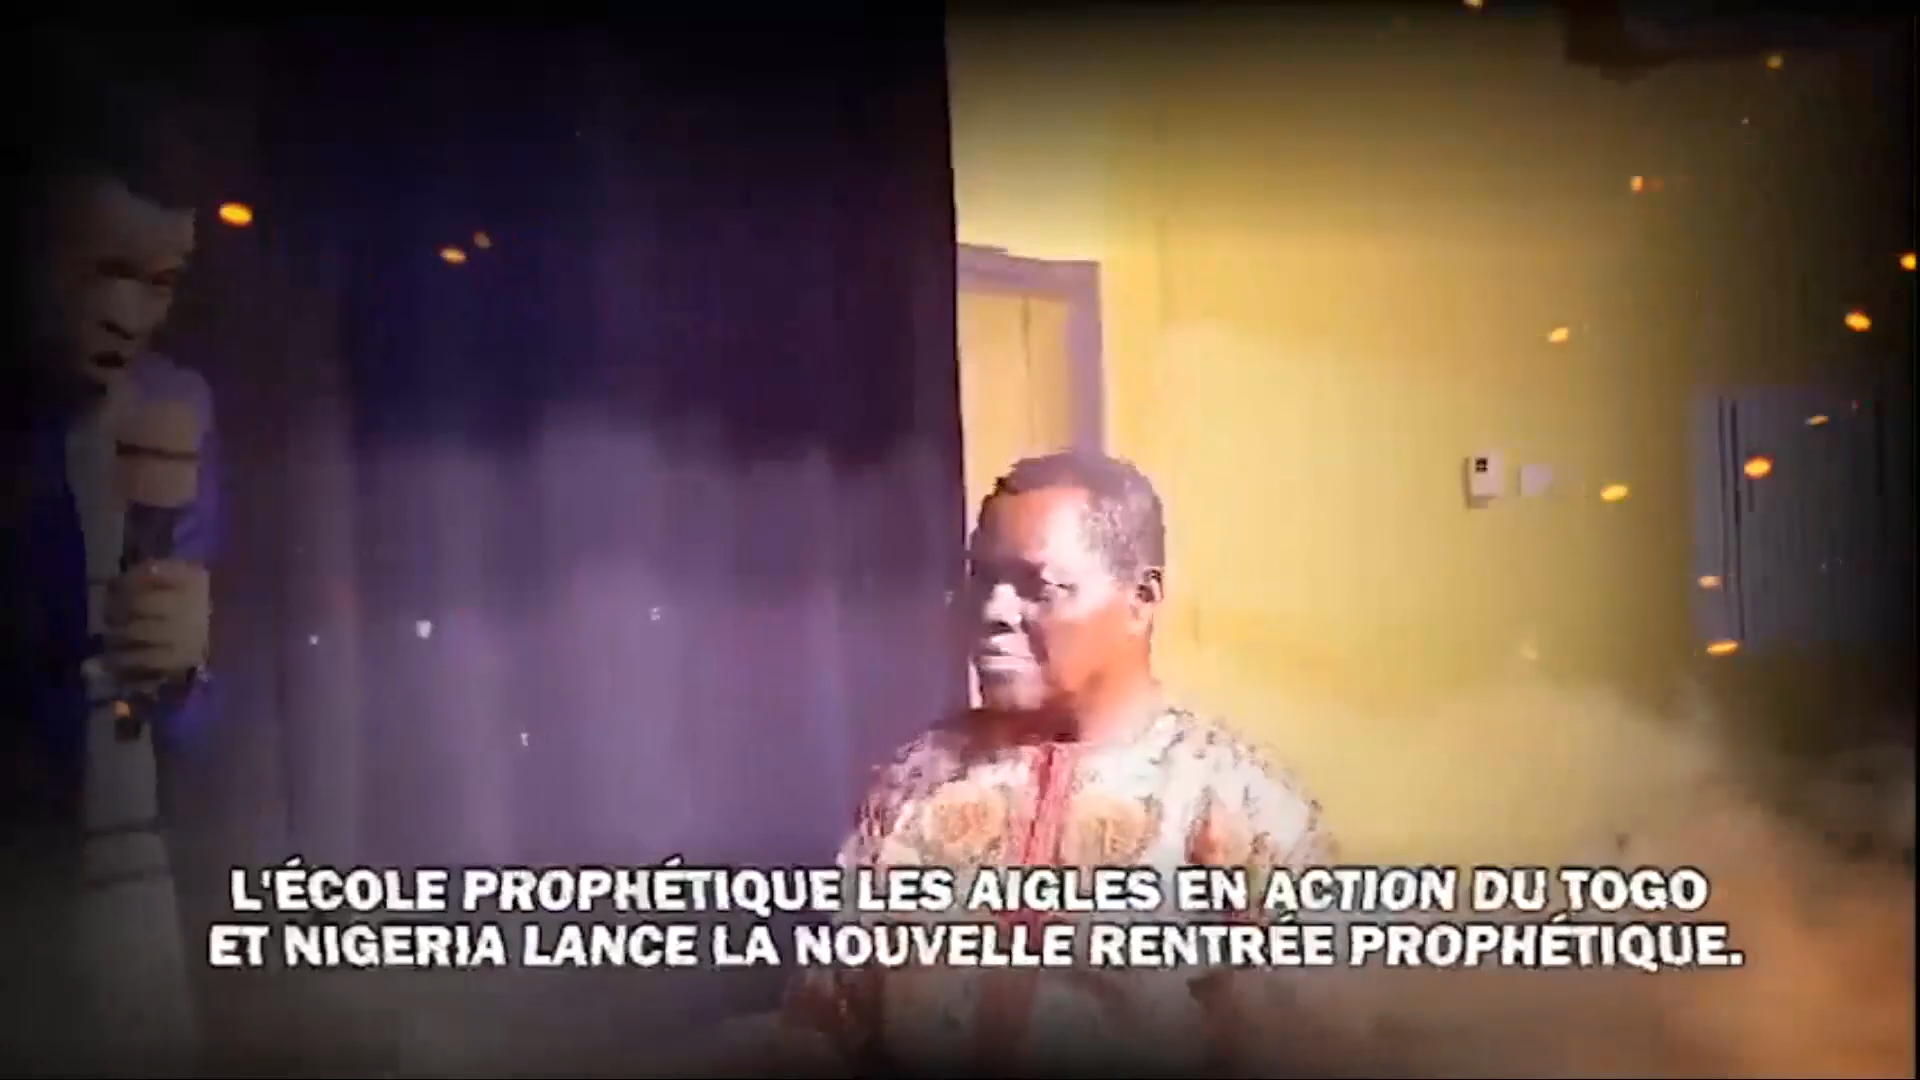 L'ÉCOLE PROPHÉTIQUE LES AIGLES EN ACTION DU TOGO
ET NIGERIA LANCE LA NOUVELLE RENTRÉE PROPHÉTIQUE.